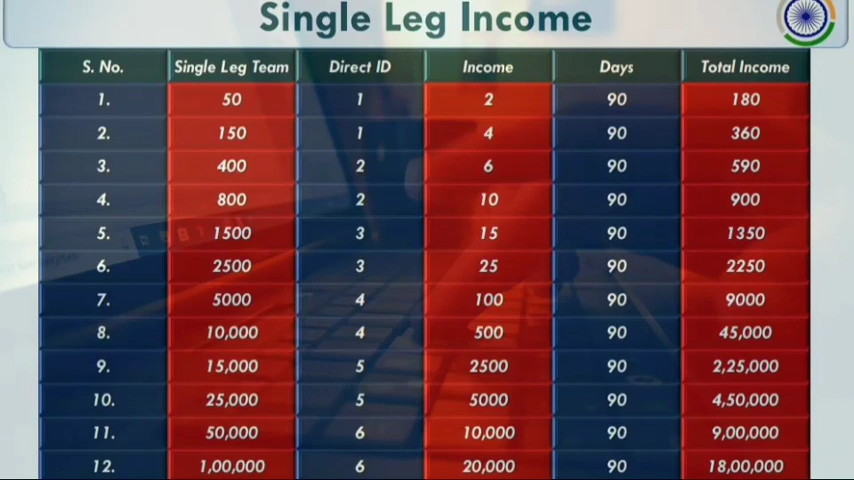 Single Leg Income
S. No. Single Leg Team Direct ID Income Days Total Income
1. 50 1 2 90 180
2. 150 1 4 90 360
3. 400 2 6 90 590
4. 800 2 10 90 900
5. 1500 3 15 90 1350
6. 2500 3 25 90 2250
7. 5000 4 100 90 9000
8. 10,000 4 500 90 45,000
9. 15,000 5 2500 90 2,25,000
10. 25,000 5 5000 90 4,50,000
11. 50,000 6 10,000 90 9,00,000
12. 1,00,000 6 20,000 90 18,00,000